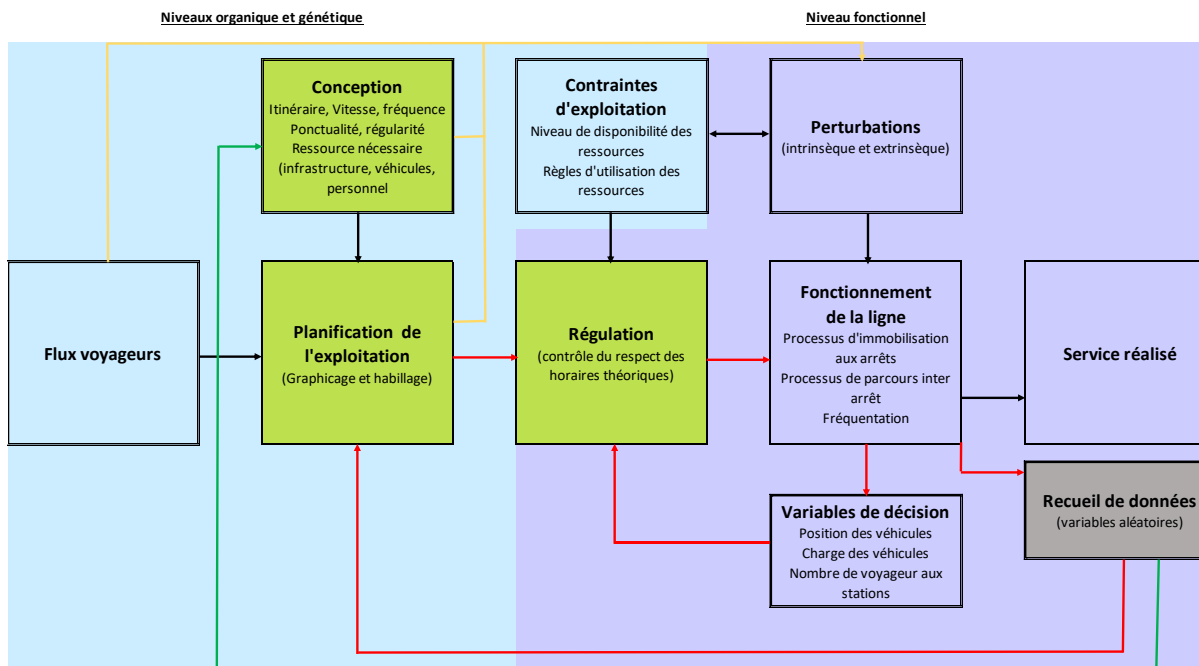 Niveaux organique et génétique
Niveau fonctionnel
Conception
Itinéraire, Vitesse, fréquence
Ponctualité, régularité
Ressource nécessaire
(infrastructure, véhicules,
personnel
Contraintes
d'exploitation
Niveau de disponibilité des
ressources
Règles d'utilisation des
ressources
Perturbations
(intrinsèque et extrinsèque)
Flux voyageurs
Planification de
l'exploitation
(Graphicage et habillage)
Régulation
(contrôle du respect des
horaires théoriques)
Fonctionnement
de la ligne
Processus d'immobilisation
aux arrêts
Processus de parcours inter
arrêt
Fréquentation
Service réalisé
Variables de décision
Position des véhicules
Charge des véhicules
Nombre de voyageur aux
stations
Recueil de données
(variables aléatoires)